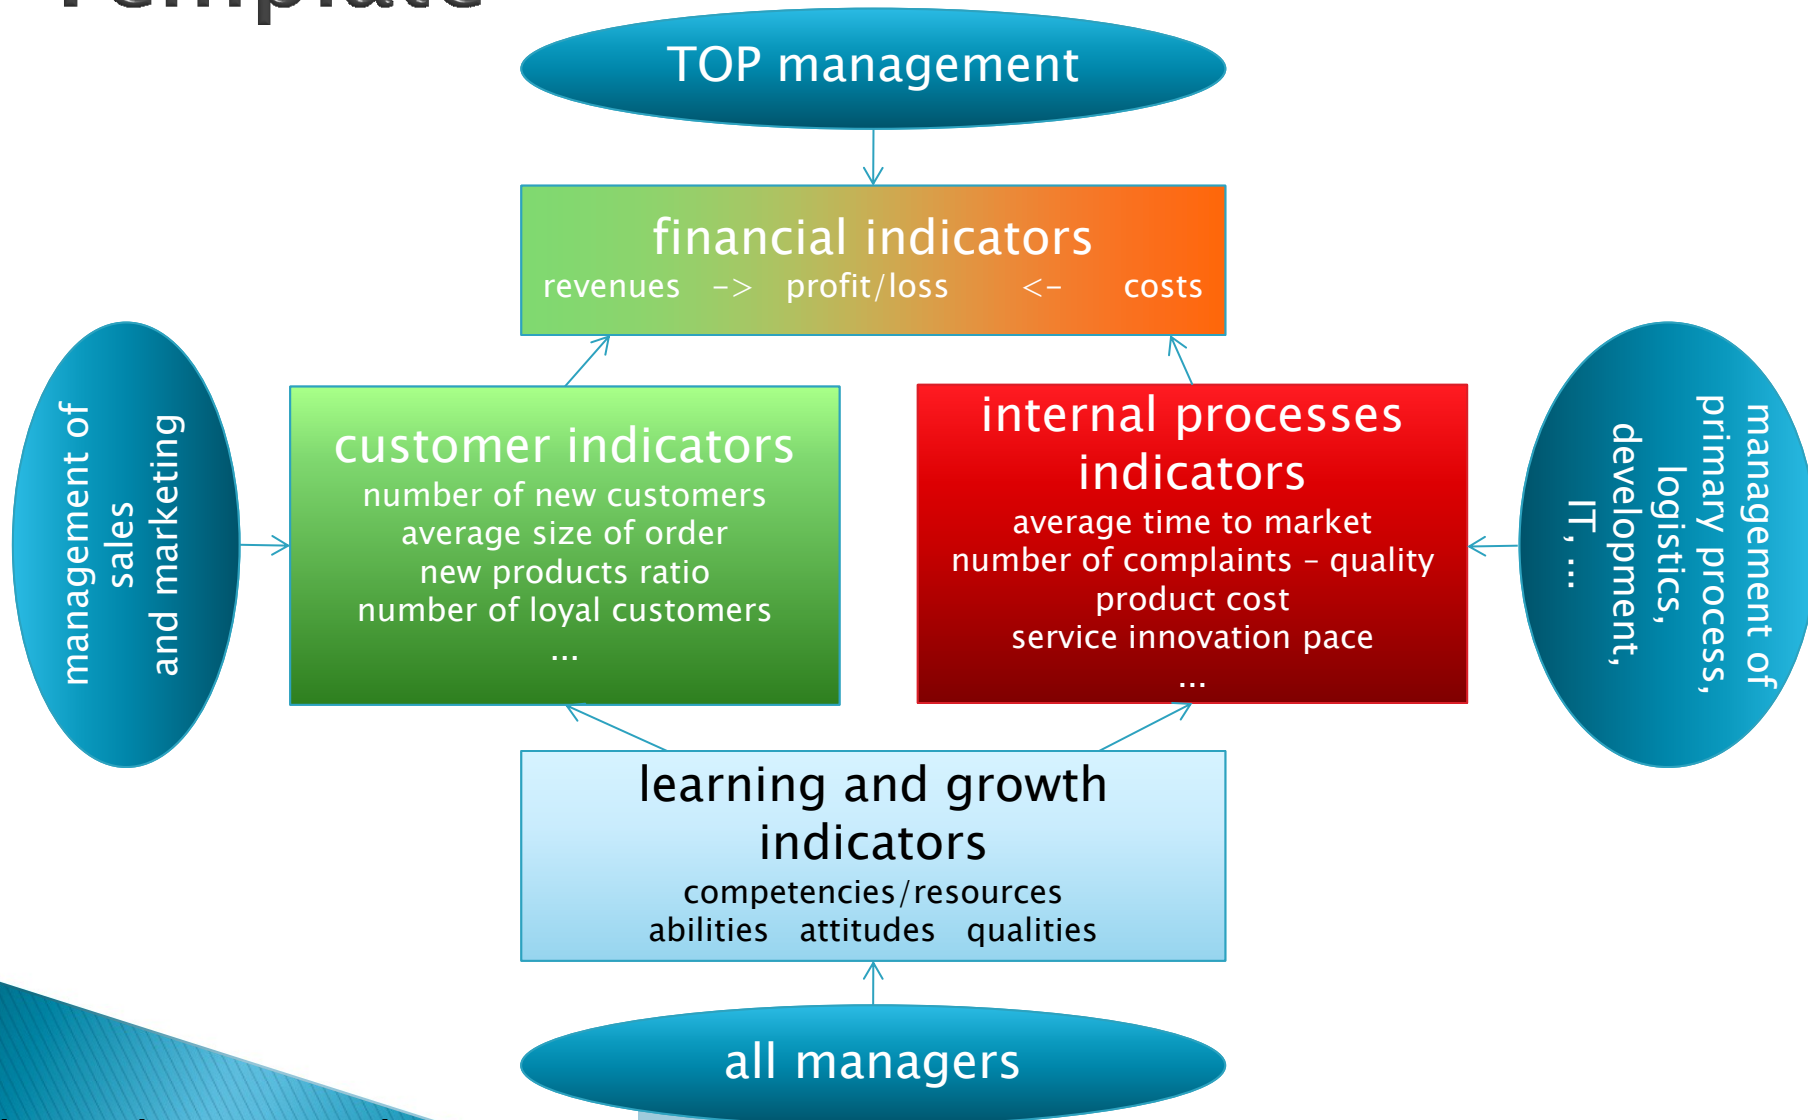 Template
TOP management
financial indicators
revenues -> profit/loss <- costs
management of
sales
and marketing
customer indicators
number of new customers
average size of order
new products ratio
number of loyal customers
...
internal processes
indicators
average time to market
number of complaints – quality
product cost
service innovation pace
...
management of
primary process,
logistics,
development,
IT, ...
learning and growth
indicators
competencies/resources
abilities attitudes qualities
all managers